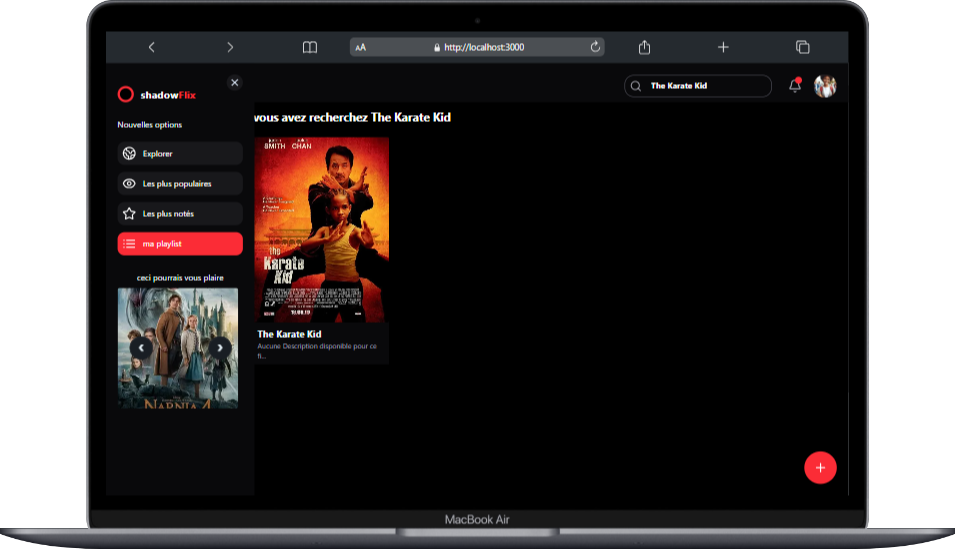 AA
http://localhost:3000
shadowFlix
The Karate Kid
Nouvelles options
Explorer
Les plus populaires
Les plus notés
ma playlist
ceci pourrais vous plaire
NARNIA 4
vous avez recherchez The Karate Kid
SMITH CHAN
the
Karate
Kid
The Karate Kid
Aucune Description disponible pour ce
fi...
MacBook Air